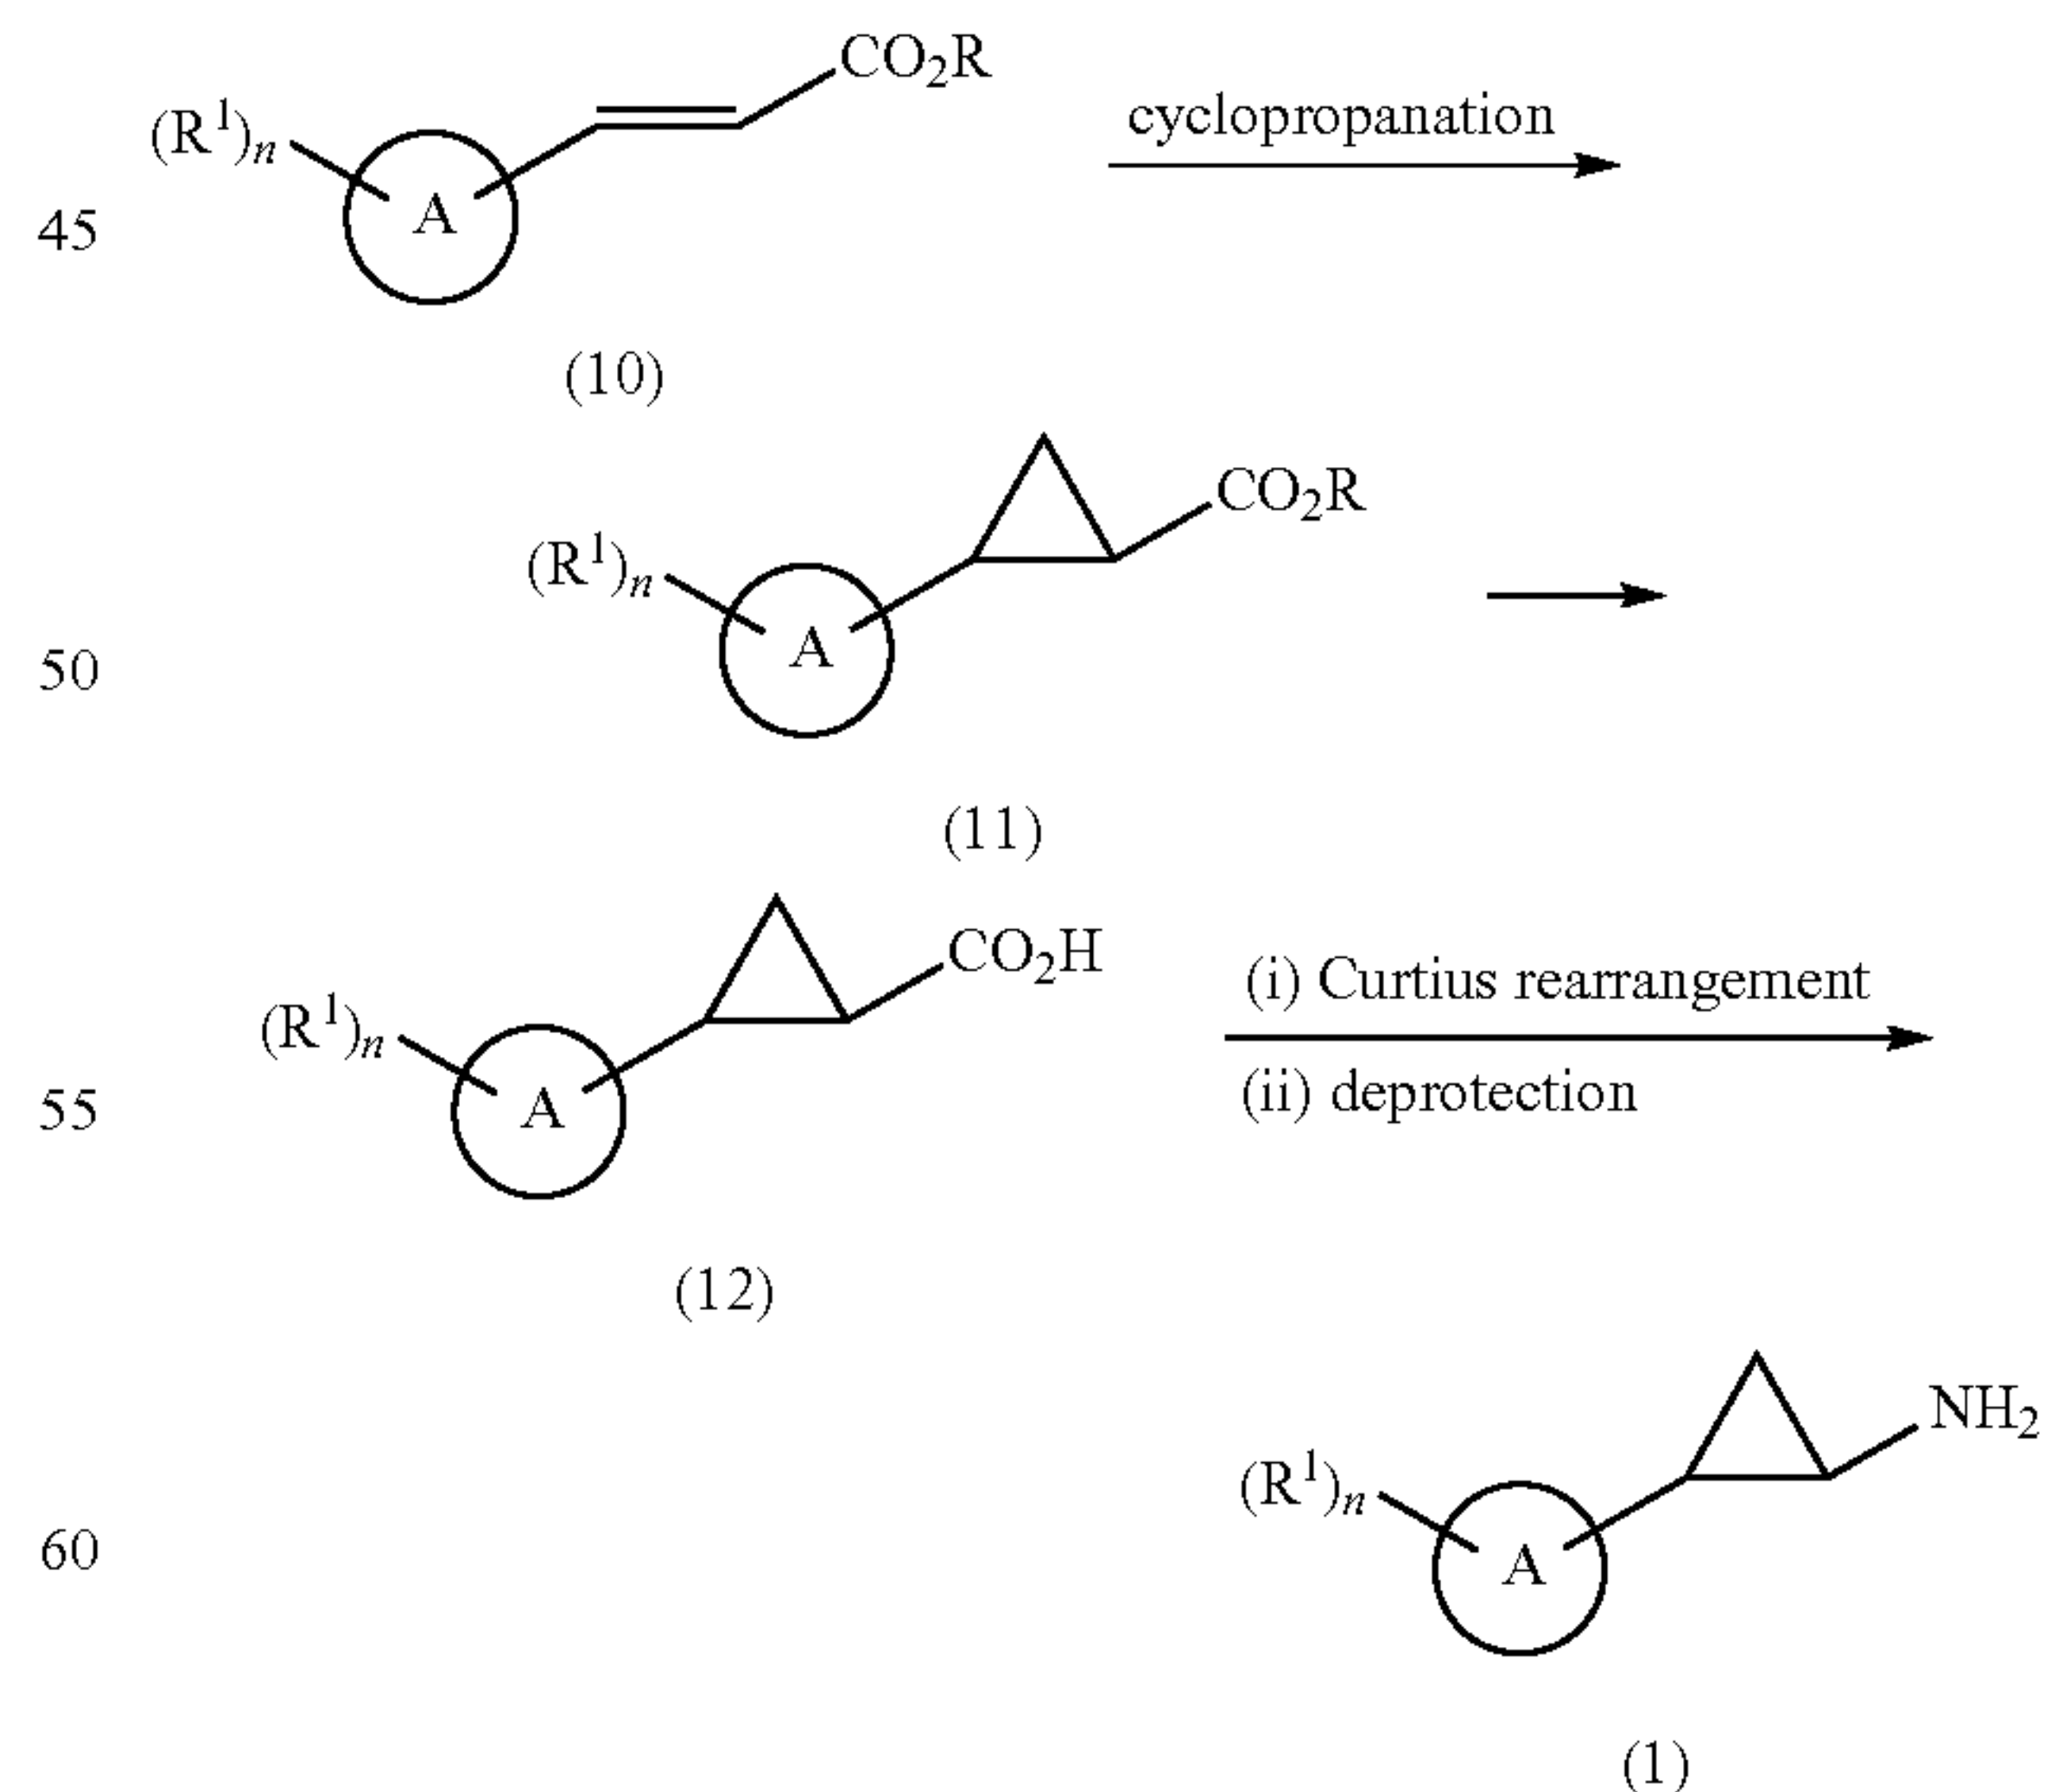 CO2R
(R1)n
cyclopropanation
A
45
(10)
CO2R
(R1)n
A
50
(11)
CO2H
(R1)n
(i) Curtius rearrangement
(ii) deprotection
A
55
(12)
NH2
(R1)n
A
60
(1)